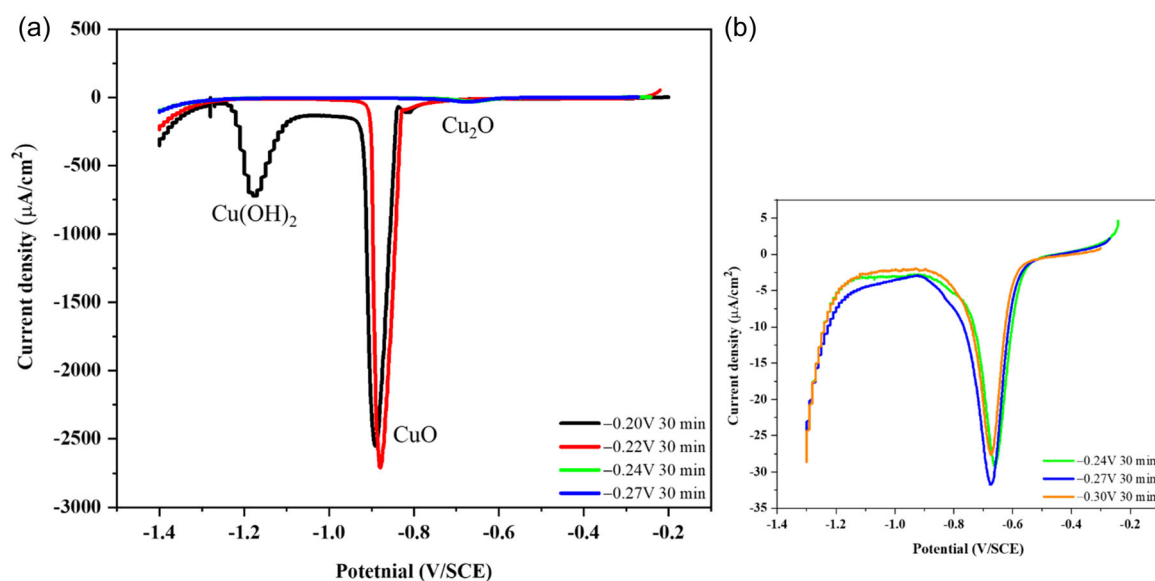 (a)
500
0
-500
-1000
-1500
-2000
-2500
-3000
Current density (µA/cm²)
Cu(OH)₂
CuO
Cu₂O
−0.20V 30 min
−0.22V 30 min
−0.24V 30 min
−0.27V 30 min
-1.4 -1.2 -1.0 -0.8 -0.6 -0.4 -0.2
Potetnial (V/SCE)
(b)
5
0
-5
-10
-15
-20
-25
-30
-35
Current density (µA/cm²)
−0.24V 30 min
−0.27V 30 min
−0.30V 30 min
-1.4 -1.2 -1.0 -0.8 -0.6 -0.4 -0.2
Potential (V/SCE)